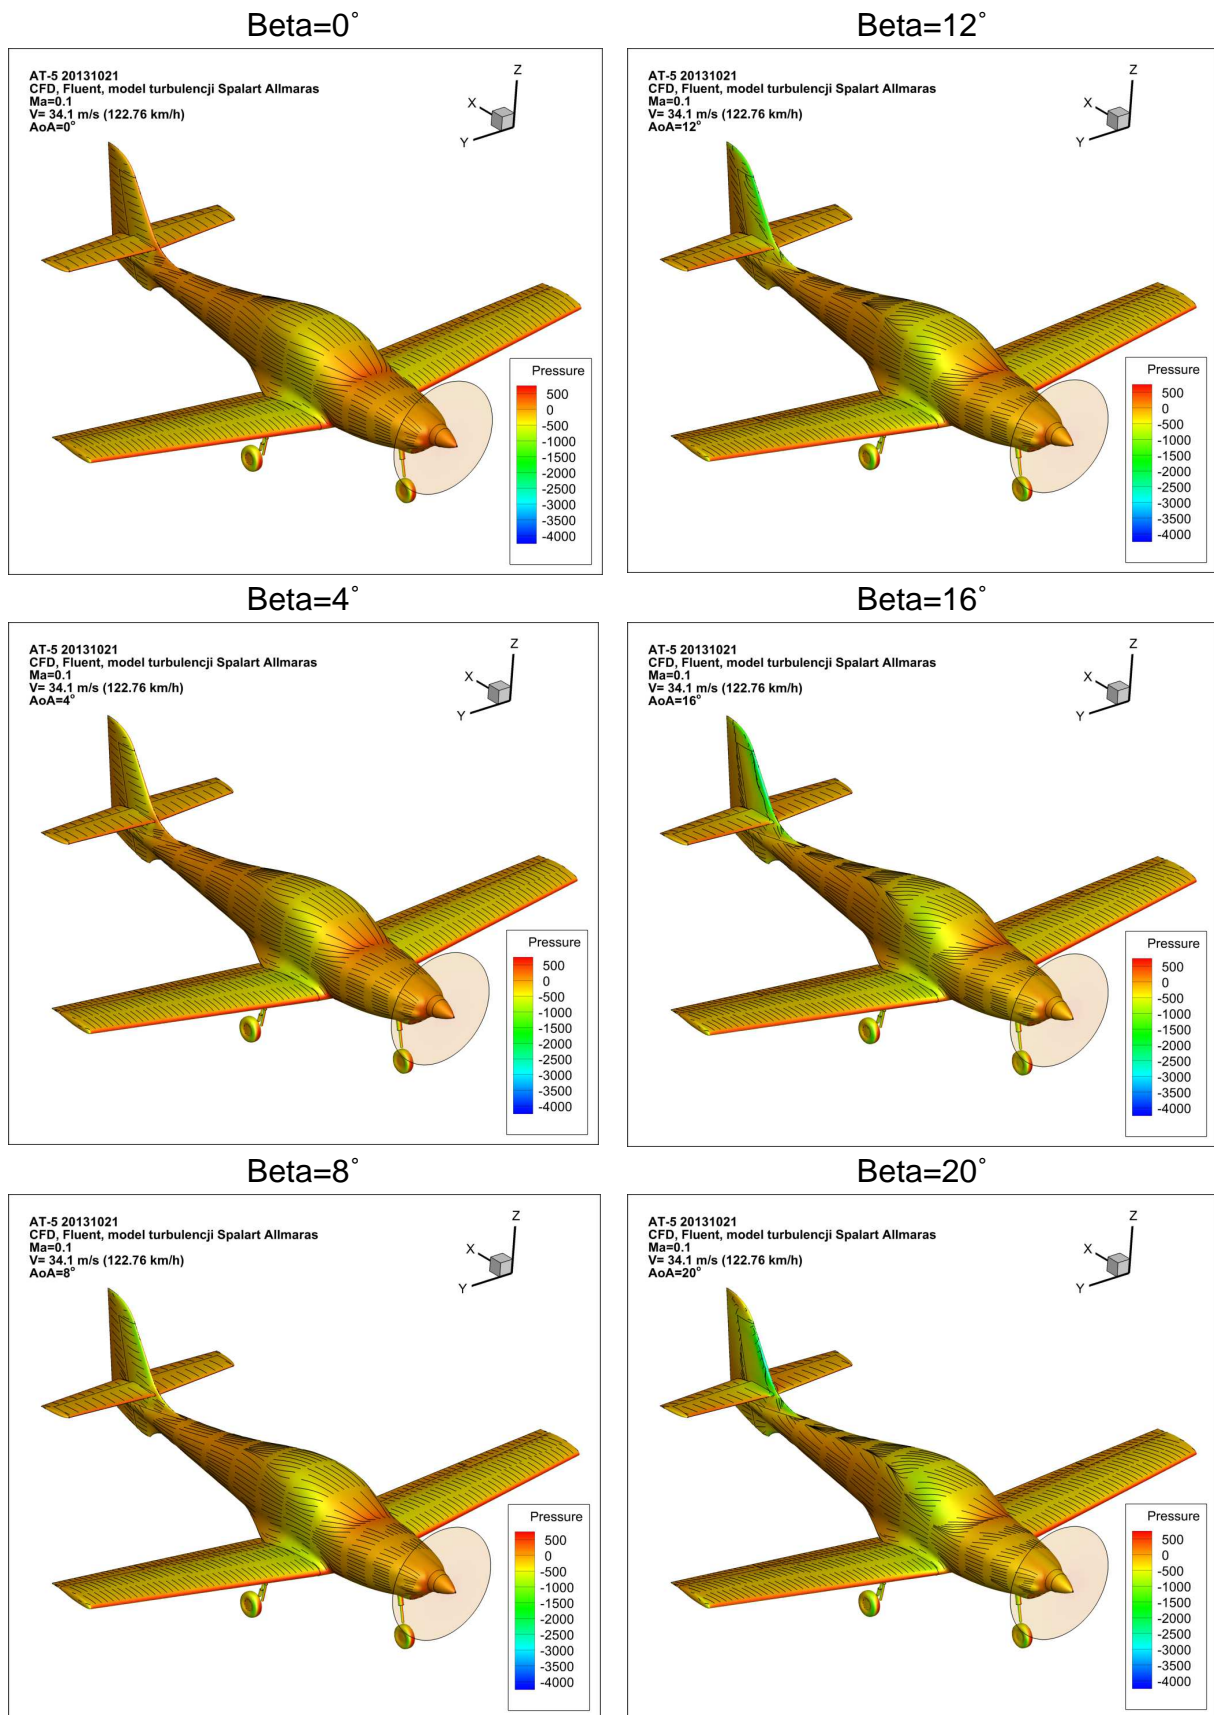 Beta=0°
AT-5 20131021
CFD, Fluent, model turbulencji Spalart Allmaras
Ma=0.1
V= 34.1 m/s (122.76 km/h)
AoA=0°
Z
X
Y
Pressure
500
0
-500
-1000
-1500
-2000
-2500
-3000
-3500
-4000
Beta=12°
AT-5 20131021
CFD, Fluent, model turbulencji Spalart Allmaras
Ma=0.1
V= 34.1 m/s (122.76 km/h)
AoA=12°
Z
X
Y
Pressure
500
0
-500
-1000
-1500
-2000
-2500
-3000
-3500
-4000
Beta=4°
AT-5 20131021
CFD, Fluent, model turbulencji Spalart Allmaras
Ma=0.1
V= 34.1 m/s (122.76 km/h)
AoA=4°
Z
X
Y
Pressure
500
0
-500
-1000
-1500
-2000
-2500
-3000
-3500
-4000
Beta=16°
AT-5 20131021
CFD, Fluent, model turbulencji Spalart Allmaras
Ma=0.1
V= 34.1 m/s (122.76 km/h)
AoA=16°
Z
X
Y
Pressure
500
0
-500
-1000
-1500
-2000
-2500
-3000
-3500
-4000
Beta=8°
AT-5 20131021
CFD, Fluent, model turbulencji Spalart Allmaras
Ma=0.1
V= 34.1 m/s (122.76 km/h)
AoA=8°
Z
X
Y
Pressure
500
0
-500
-1000
-1500
-2000
-2500
-3000
-3500
-4000
Beta=20°
AT-5 20131021
CFD, Fluent, model turbulencji Spalart Allmaras
Ma=0.1
V= 34.1 m/s (122.76 km/h)
AoA=20°
Z
X
Y
Pressure
500
0
-500
-1000
-1500
-2000
-2500
-3000
-3500
-4000